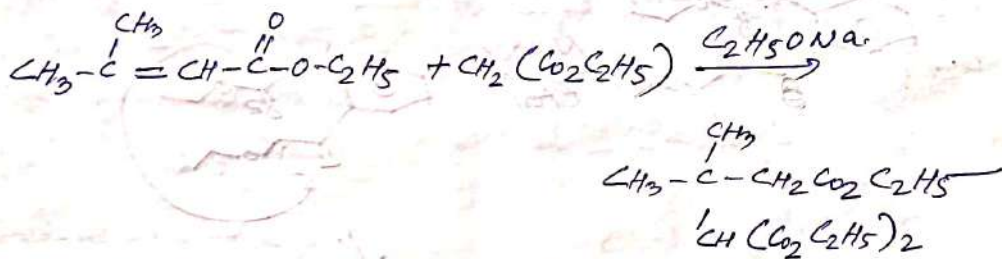 CH3   O
CH3-C=CH-C-O-C2H5 + CH2(CO2C2H5) C2H5ONa.
CH3
CH3-C-CH2CO2C2H5
CH(CO2C2H5)2